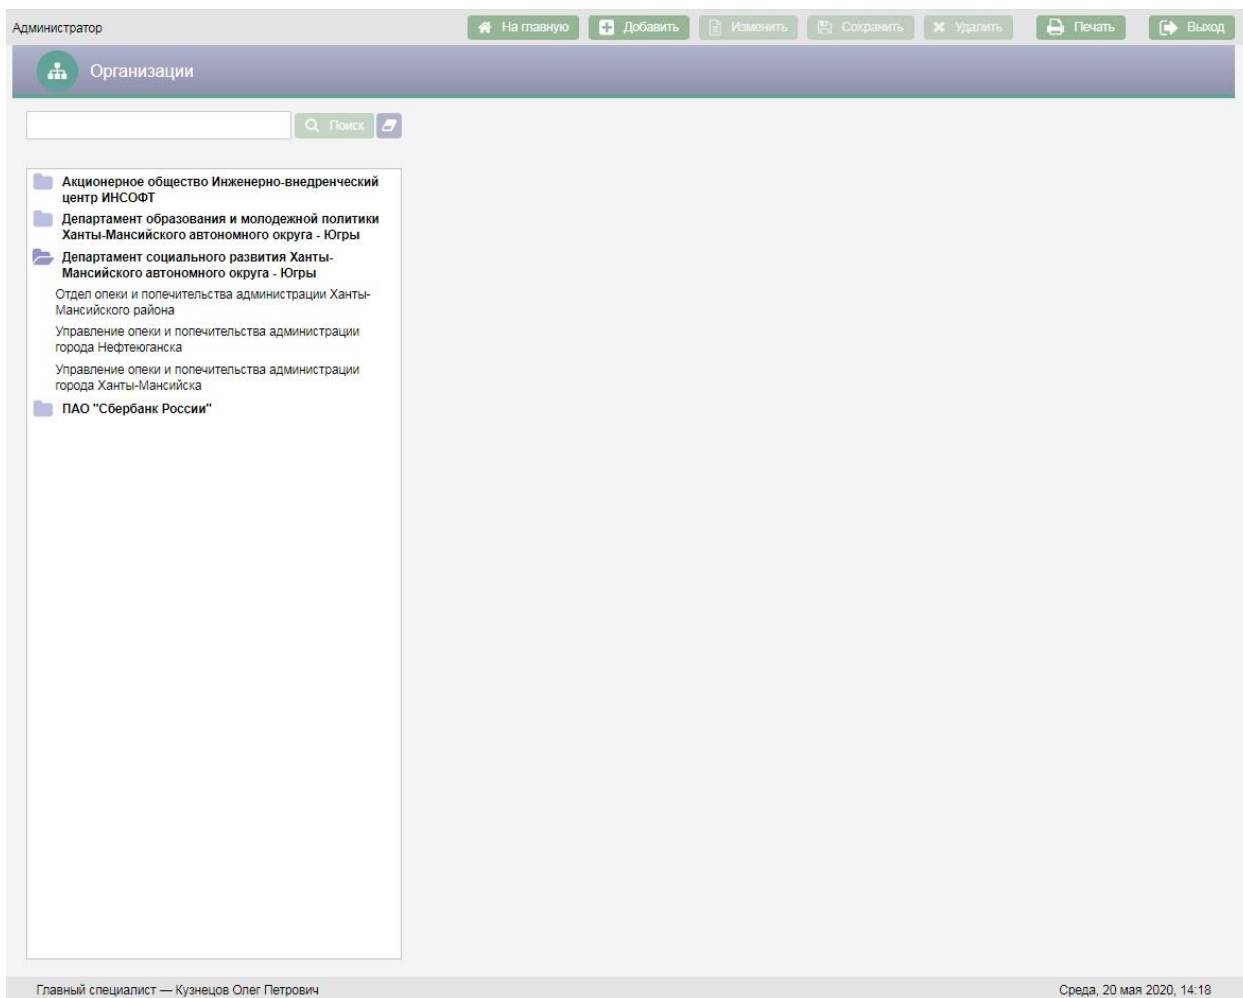 Администратор
На главную
Добавить
Изменить
Сохранить
Удалить
Печать
Выход
Организации
Поиск
Акционерное общество Инженерно-внедренческий
центр ИНСОФТ
Департамент образования и молодежной политики
Ханты-Мансийского автономного округа - Югры
Департамент социального развития Ханты-
Мансийского автономного округа - Югры
Отдел опеки и попечительства администрации Ханты-
Мансийского района
Управление опеки и попечительства администрации
города Нефтеюганска
Управление опеки и попечительства администрации
города Ханты-Мансийска
ПАО "Сбербанк России"
Главный специалист — Кузнецов Олег Петрович
Среда, 20 мая 2020, 14:18